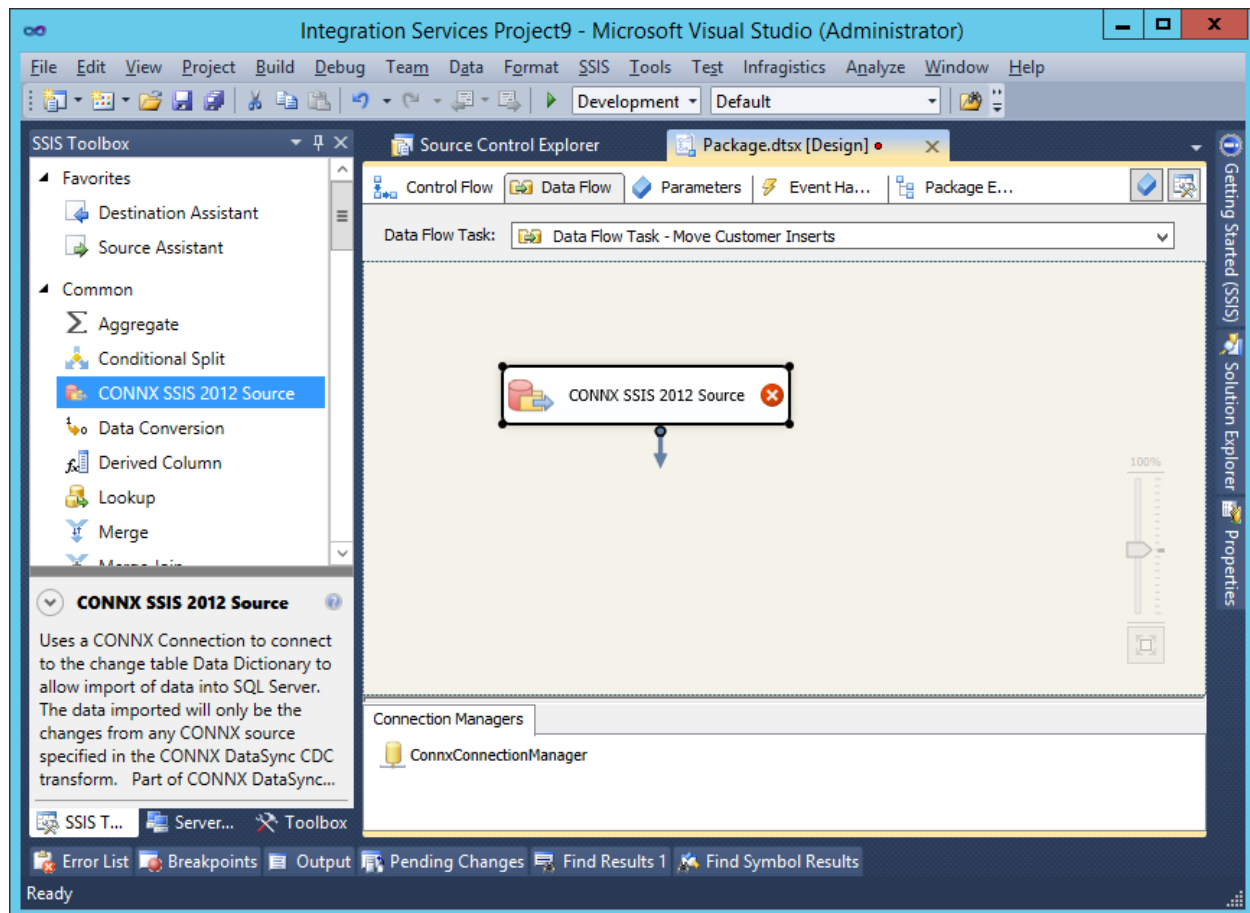 Integration Services Project9 - Microsoft Visual Studio (Administrator)
File Edit View Project Build Debug Team Data Format SSIS Tools Test Infragistics Analyze Window Help
Development Default
SSIS Toolbox
Favorites
Destination Assistant
Source Assistant
Common
Aggregate
Conditional Split
CONNX SSIS 2012 Source
Data Conversion
Derived Column
Lookup
Merge
Merge Join
CONNX SSIS 2012 Source
Uses a CONNX Connection to connect
to the change table Data Dictionary to
allow import of data into SQL Server.
The data imported will only be the
changes from any CONNX source
specified in the CONNX DataSync CDC
transform. Part of CONNX DataSync...
SSIS T... Server... Toolbox
Source Control Explorer Package.dtsx [Design]
Control Flow Data Flow Parameters Event Ha... Package E...
Data Flow Task: Data Flow Task - Move Customer Inserts
CONNX SSIS 2012 Source
100%
Connection Managers
ConnxConnectionManager
Getting Started (SSIS)
Solution Explorer
Properties
Error List Breakpoints Output Pending Changes Find Results 1 Find Symbol Results
Ready